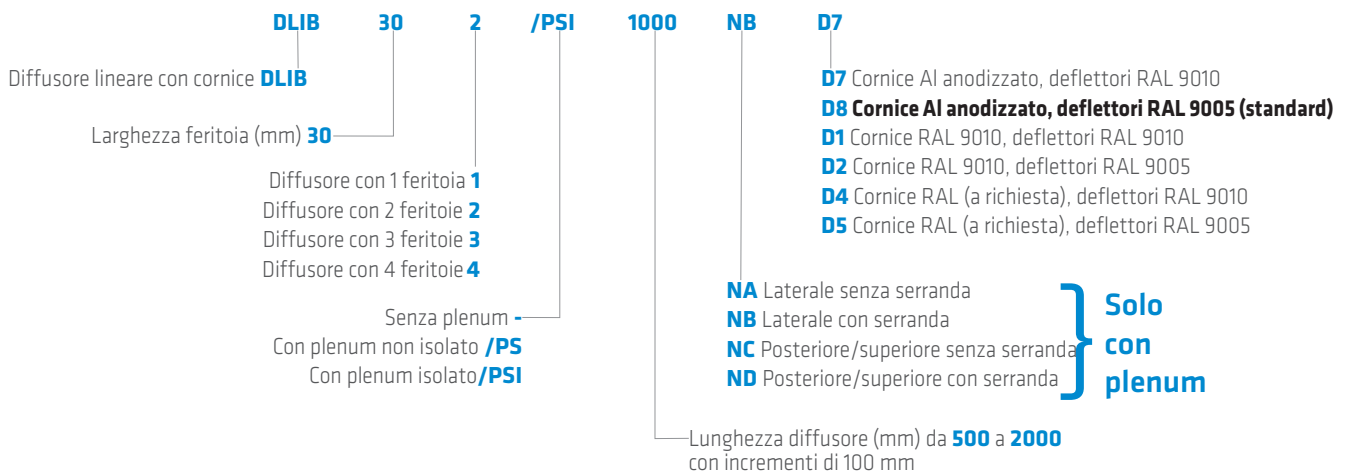 DLIB 30 2 /PSI 1000 NB D7
Diffusore lineare con cornice DLIB
Larghezza feritoia (mm) 30
Diffusore con 1 feritoia 1
Diffusore con 2 feritoie 2
Diffusore con 3 feritoie 3
Diffusore con 4 feritoie 4
Senza plenum -
Con plenum non isolato /PS
Con plenum isolato/PSI
D7 Cornice Al anodizzato, deflettori RAL 9010
D8 Cornice Al anodizzato, deflettori RAL 9005 (standard)
D1 Cornice RAL 9010, deflettori RAL 9010
D2 Cornice RAL 9010, deflettori RAL 9005
D4 Cornice RAL (a richiesta), deflettori RAL 9010
D5 Cornice RAL (a richiesta), deflettori RAL 9005
NA Laterale senza serranda
NB Laterale con serranda
NC Posteriore/superiore senza serranda
ND Posteriore/superiore con serranda
Solo
con
plenum
Lunghezza diffusore (mm) da 500 a 2000
con incrementi di 100 mm